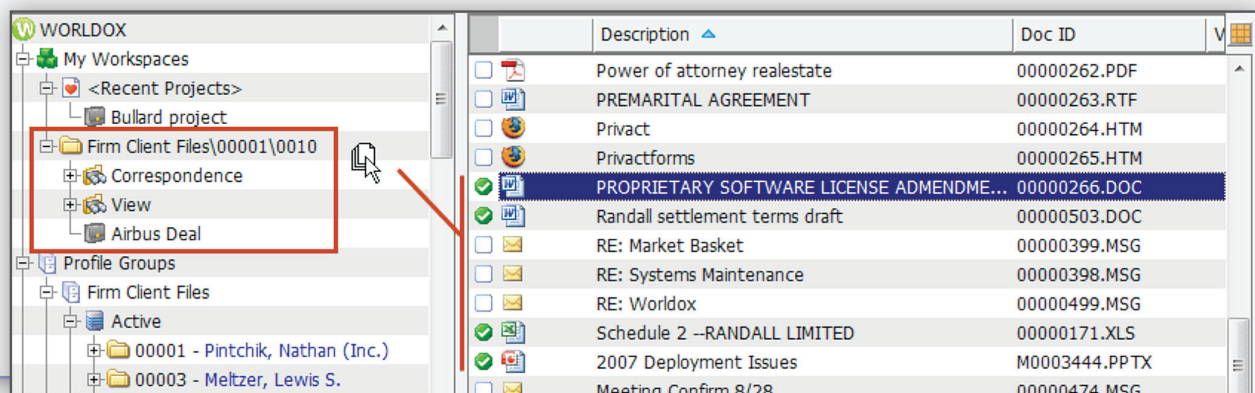 WORLDOX
My Workspaces
<Recent Projects>
Bullard project
Firm Client Files\00001\0010
Correspondence
View
Airbus Deal
Profile Groups
Firm Client Files
Active
00001 - Pintchik, Nathan (Inc.)
00003 - Meltzer, Lewis S.
Description Doc ID V
Power of attorney realestate 00000262.PDF
PREMARITAL AGREEMENT 00000263.RTF
Privact 00000264.HTM
Privactforms 00000265.HTM
PROPRIETARY SOFTWARE LICENSE ADMENDME... 00000266.DOC
Randall settlement terms draft 00000503.DOC
RE: Market Basket 00000399.MSG
RE: Systems Maintenance 00000398.MSG
RE: Worldox 00000499.MSG
Schedule 2 --RANDALL LIMITED 00000171.XLS
2007 Deployment Issues M0003444.PPTX
Meeting Confirm 8/28 00000474.MSG